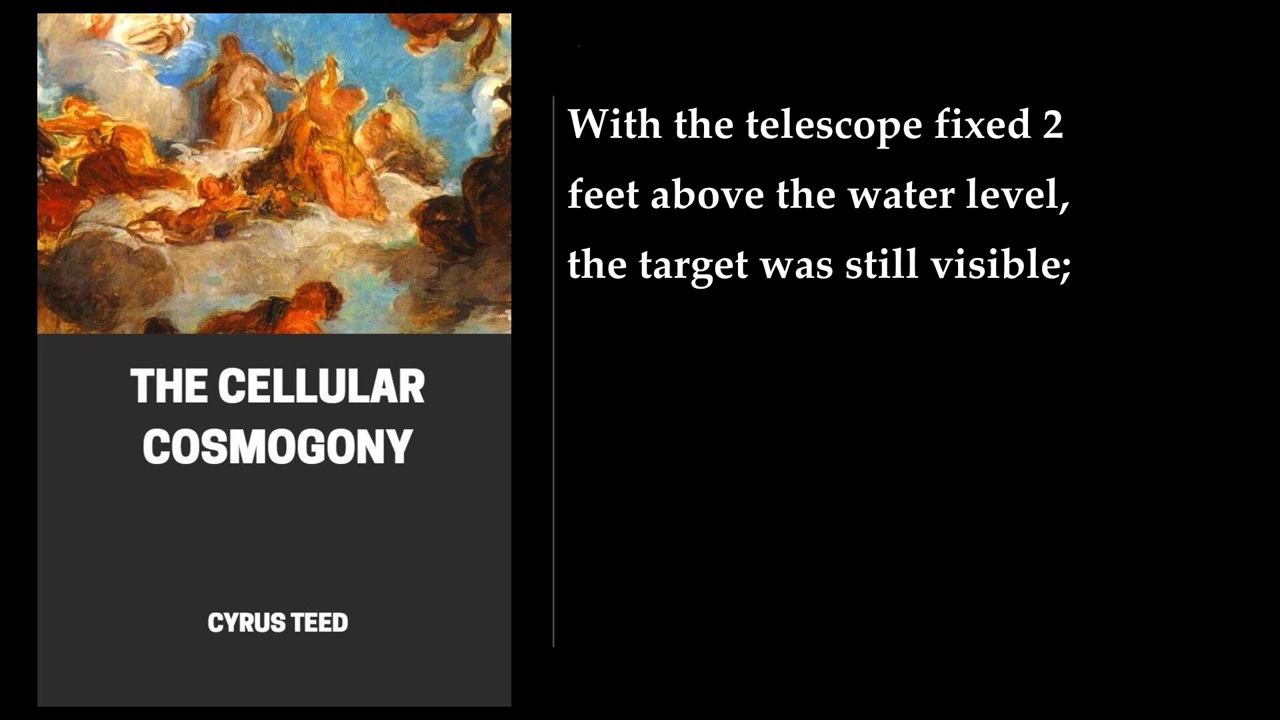 THE CELLULAR
COSMOGONY
CYRUS TEED
With the telescope fixed 2
feet above the water level,
the target was still visible;